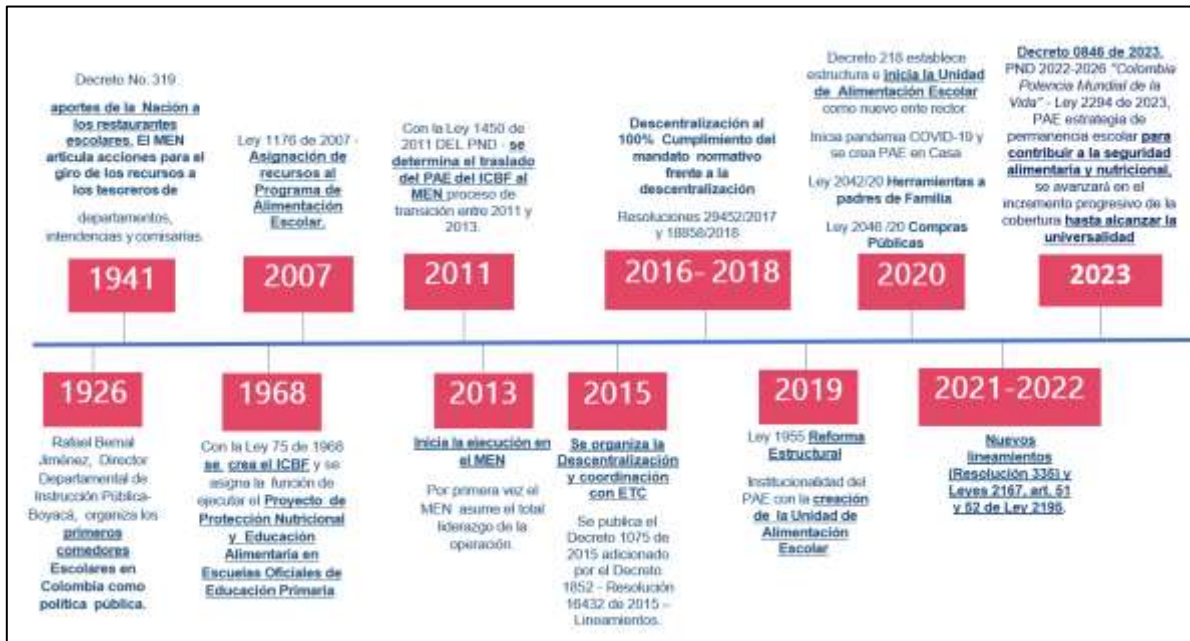 Decreto No. 319
aportes de la Nación a
los restaurantes
escolares. El MEN
articula acciones para el
giro de los recursos a
los tesoreros de
departamentos,
intendencias y comisarias.
1941
Ley 1176 de 2007 -
Asignación de
recursos al
Programa de
Alimentación
Escolar.
2007
Con la Ley 1450 de
2011 DEL PND - se
determina el traslado
del PAE del ICBF al
MEN proceso de
transición entre 2011 y
2013.
2011
Descentralización al
100% Cumplimiento del
mandato normativo
frente a la
descentralización
Resoluciones 29452/2017
y 18858/2018
2016- 2018
Decreto 218 establece
estructura e inicia la Unidad
de Alimentación Escolar
como nuevo ente rector
Inicia pandemia COVID-19 y
se crea PAE en Casa
Ley 2042/20 Herramientas a
padres de Familia
Ley 2046 /20 Compras
Públicas
2020
Decreto 0846 de 2023.
PND 2022-2026 "Colombia
Potencia Mundial de la
Vida" - Ley 2294 de 2023,
PAE estrategia de
permanencia escolar para
contribuir a la seguridad
alimentaria y nutricional,
se avanzará en el
incremento progresivo de la
cobertura hasta alcanzar la
universalidad
2023
1926
Rafael Bernal
Jiménez, Director
Departamental de
Instrucción Pública-
Boyacá, organiza los
primeros
comedores
Escolares en
Colombia como
política pública.
1968
Con la Ley 75 de 1968
se crea el ICBF y se
asigna la función de
ejecutar el Proyecto de
Protección Nutricional
y Educación
Alimentaria en
Escuelas Oficiales de
Educación Primaria
2013
Inicia la ejecución en
el MEN
Por primera vez el
MEN asume el total
liderazgo de la
operación.
2015
Se organiza la
Descentralización
y coordinación
con ETC
Se publica el
Decreto 1075 de
2015 adicionado
por el Decreto
1852 - Resolución
16432 de 2015 –
Lineamientos.
2019
Ley 1955 Reforma
Estructural
Institucionalidad del
PAE con la creación
de la Unidad de
Alimentación
Escolar
2021-2022
Nuevos
lineamientos
(Resolución 335) y
Leyes 2167, art. 51
y 52 de Ley 2195.